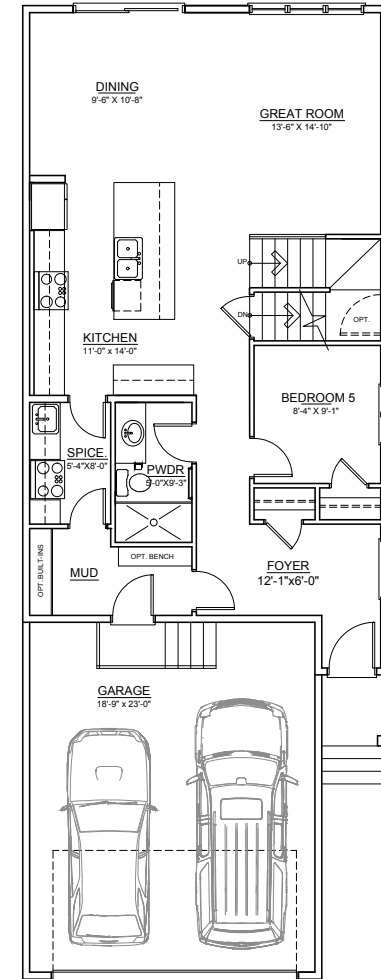 DINING
9'-6" X 10'-8"
GREAT ROOM
13'-6" X 14'-10"
UP
DN
OPT.
KITCHEN
11'-0" x 14'-0"
BEDROOM 5
8'-4" X 9'-1"
SPICE.
5'-4"X8'-0"
PWDR
5'-0"X9'-3"
OPT. BUILT-INS
MUD
OPT. BENCH
FOYER
12'-1"x6'-0"
GARAGE
18'-9" x 23'-0"